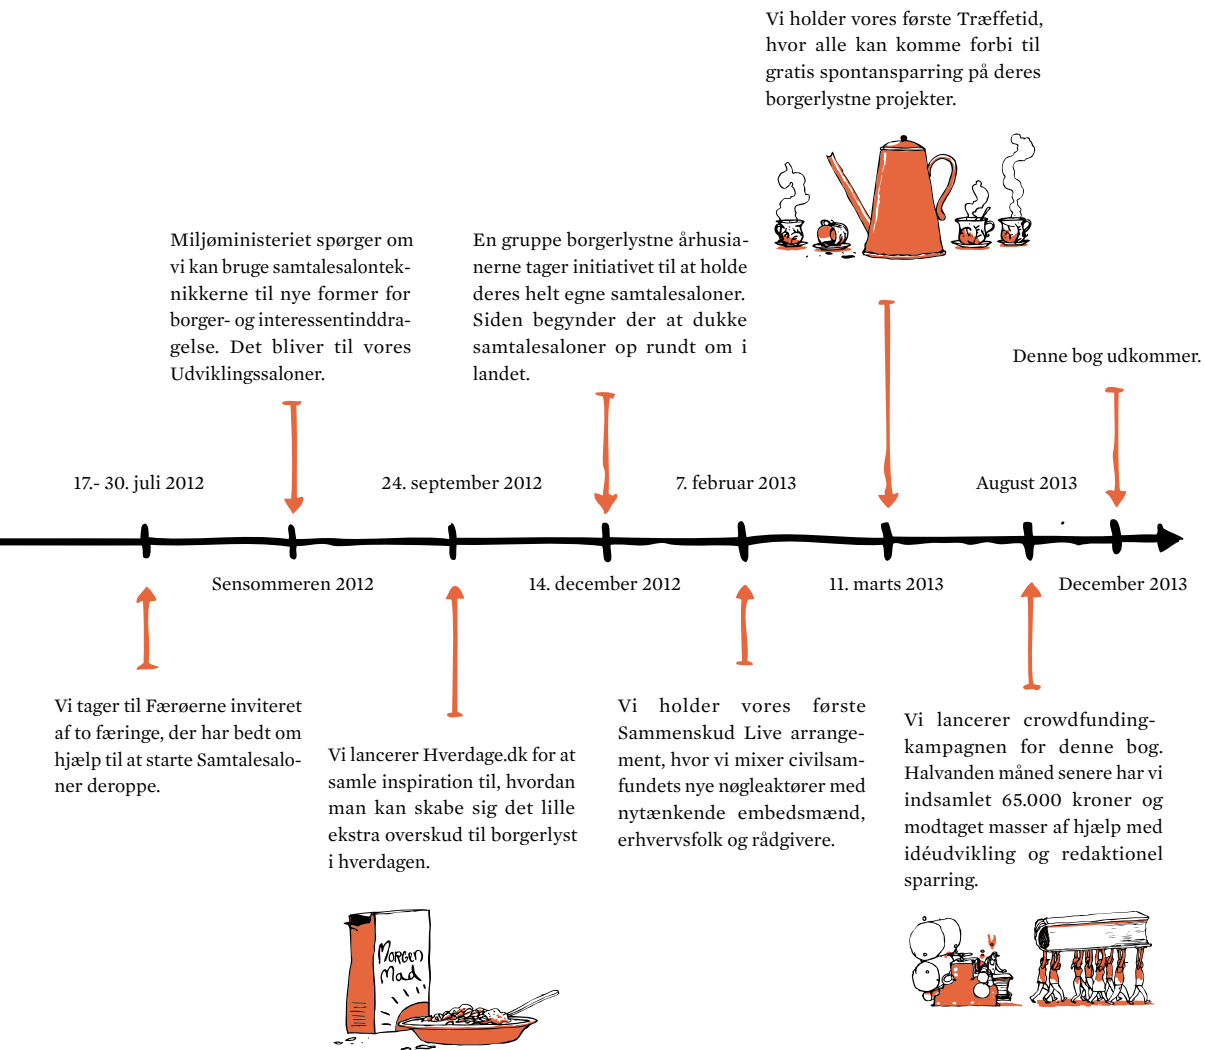 Vi holder vores første Træffetid,
hvor alle kan komme forbi til
gratis spontansparring på deres
borgerlystne projekter.
Miljøministeriet spørger om
vi kan bruge samtalesalontek-
nikkerne til nye former for
borger- og interessentinddra-
gelse. Det bliver til vores
Udviklingssaloner.
En gruppe borgerlystne århusia-
nerne tager initiativet til at holde
deres helt egne samtalesaloner.
Siden begynder der at dukke
samtalesaloner op rundt om i
landet.
Denne bog udkommer.
17.- 30. juli 2012
24. september 2012
7. februar 2013
August 2013
Sensommeren 2012
14. december 2012
11. marts 2013
December 2013
Vi tager til Færøerne inviteret
af to færinge, der har bedt om
hjælp til at starte Samtalesalo-
ner deroppe.
Vi lancerer Hverdage.dk for at
samle inspiration til, hvordan
man kan skabe sig det lille
ekstra overskud til borgerlyst
i hverdagen.
Vi holder vores første
Sammenskud Live arrange-
ment, hvor vi mixer civilsam-
fundets nye nøgleaktører med
nytænkende embedsmænd,
erhvervsfolk og rådgivere.
Vi lancerer crowdfunding-
kampagnen for denne bog.
Halvanden måned senere har vi
indsamlet 65.000 kroner og
modtaget masser af hjælp med
idéudvikling og redaktionel
sparring.
Morgen
Mad